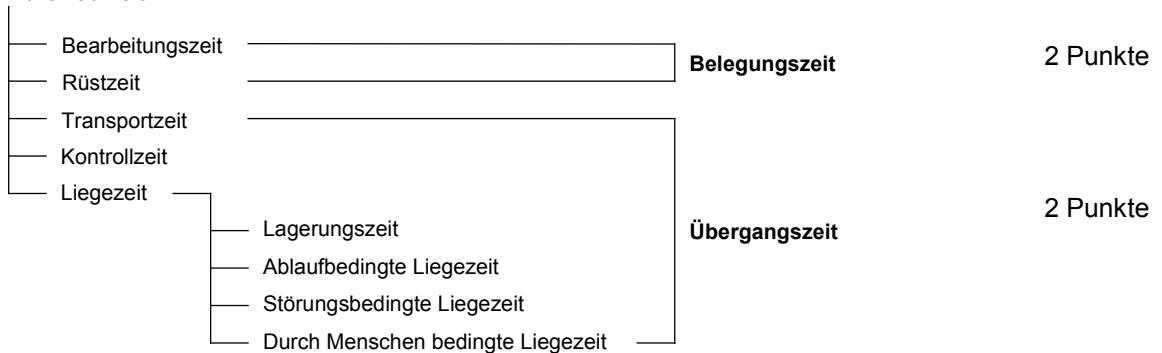 Bearbeitungszeit
Belegungszeit
2 Punkte
Rüstzeit
Transportzeit
Kontrollzeit
Liegezeit
2 Punkte
Lagerungszeit
Übergangszeit
Ablaufbedingte Liegezeit
Störungsbedingte Liegezeit
Durch Menschen bedingte Liegezeit